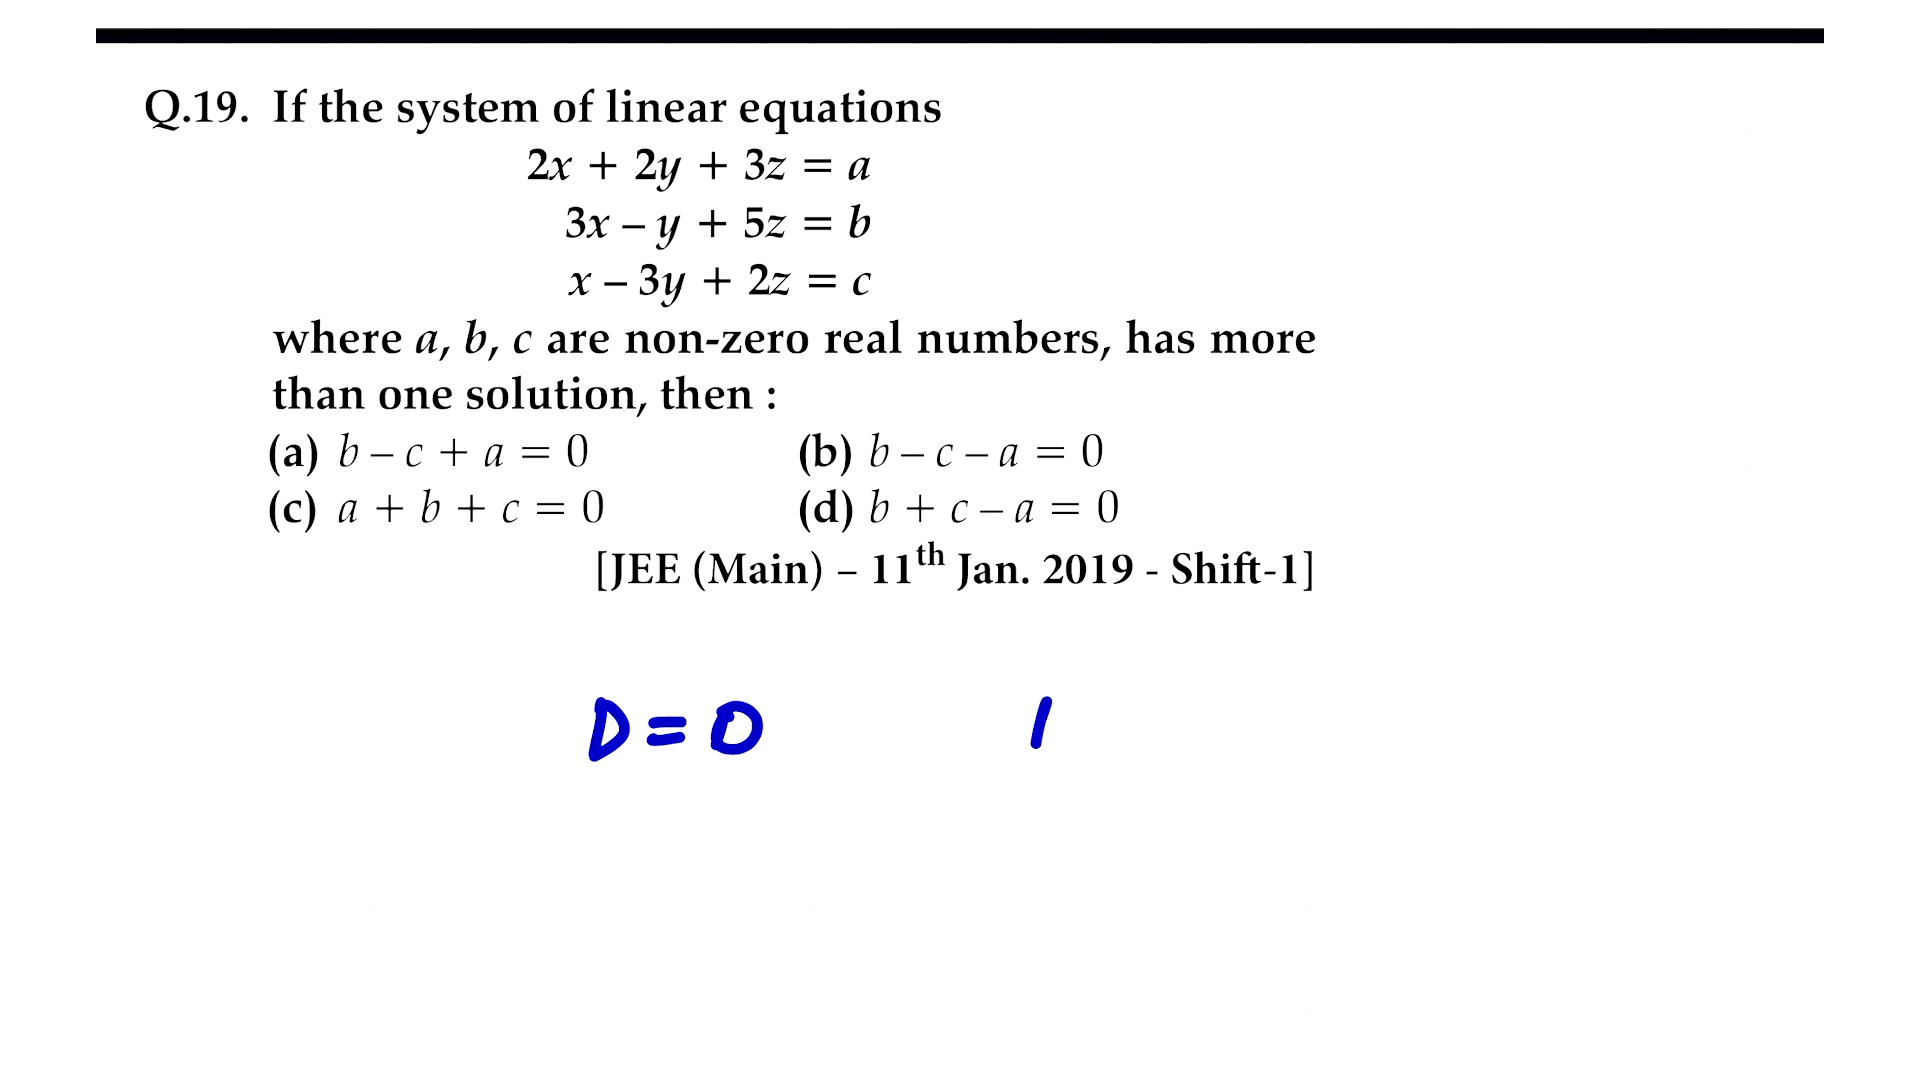 Q.19. If the system of linear equations
2x + 2y + 3z = a
3x – y + 5z = b
x – 3y + 2z = c
where a, b, c are non-zero real numbers, has more
than one solution, then :
(a) b – c + a = 0 (b) b – c – a = 0
(c) a + b + c = 0 (d) b + c – a = 0
[JEE (Main) – 11th Jan. 2019 - Shift-1]
D = 0